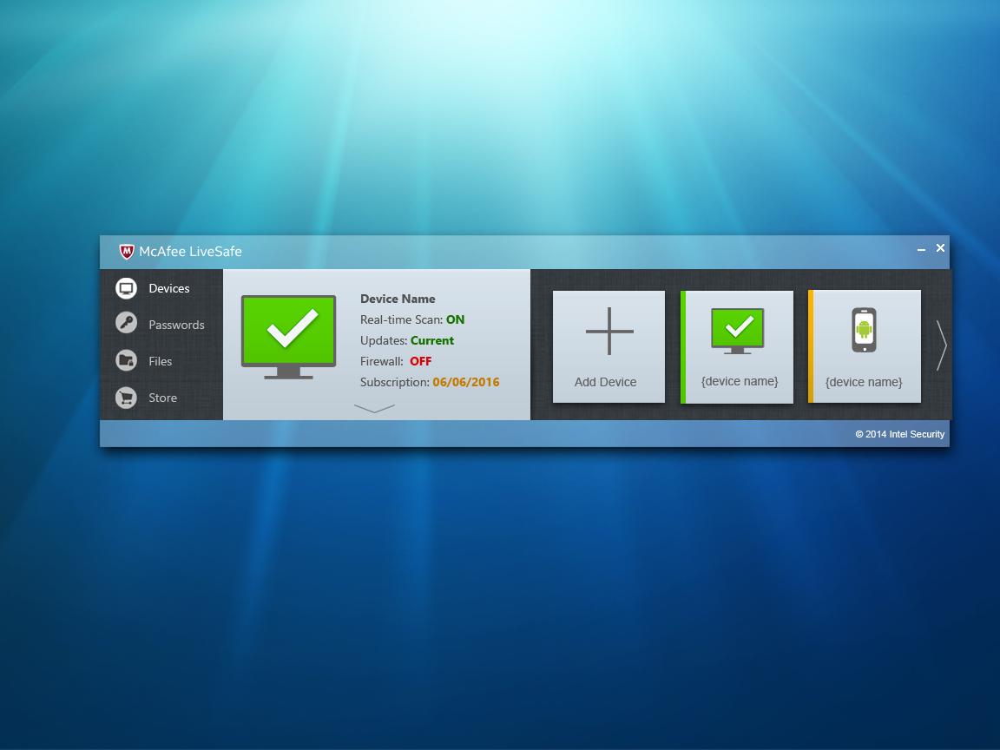 McAfee LiveSafe
Devices
Passwords
Files
Store
Device Name
Real-time Scan: ON
Updates: Current
Firewall: OFF
Subscription: 06/06/2016
Add Device
{device name}
{device name}
© 2014 Intel Security